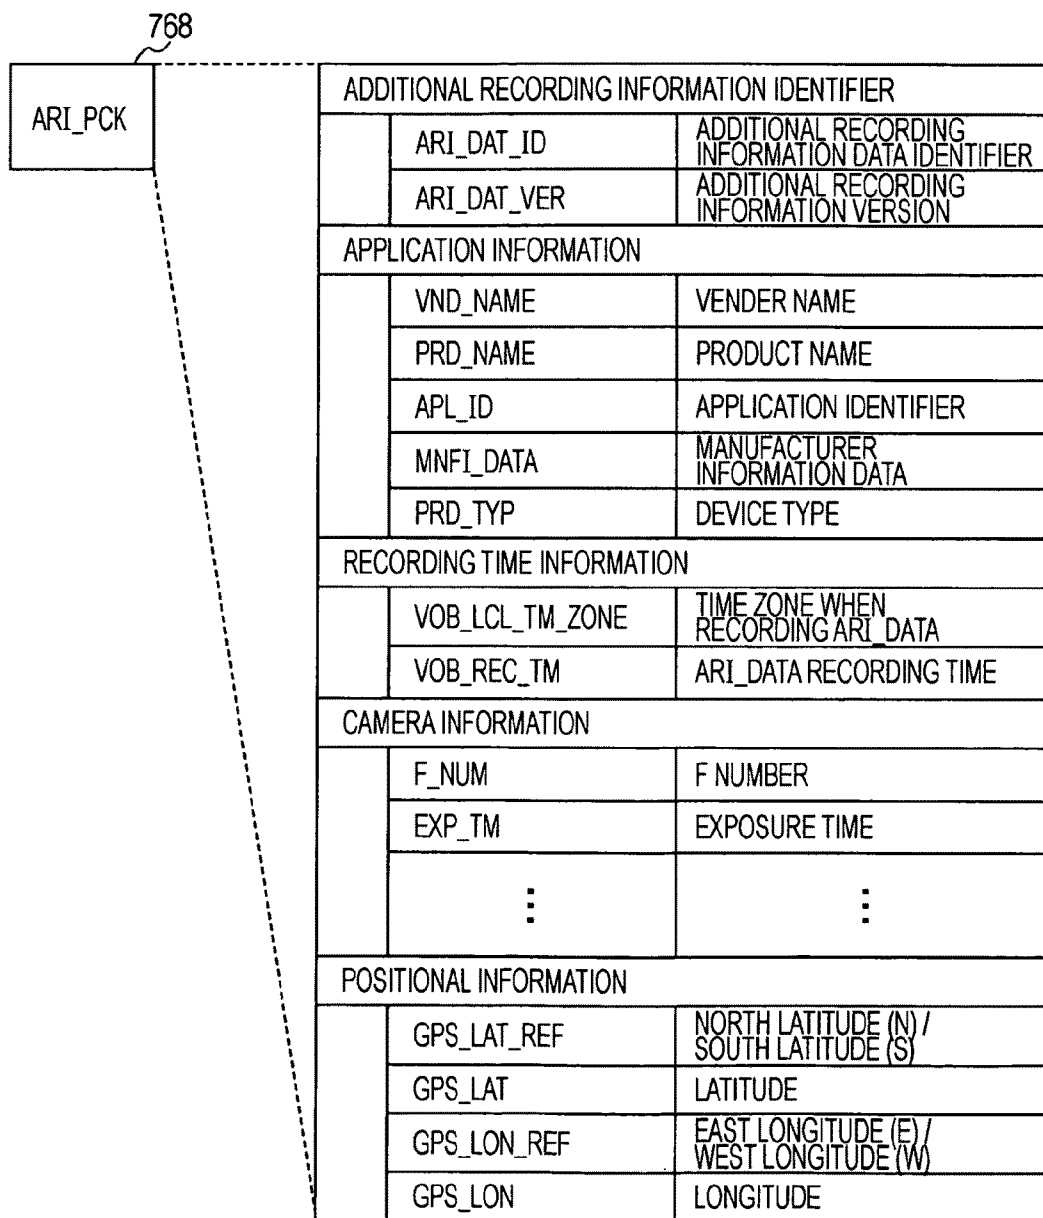 768
ARI_PCK
ADDITIONAL RECORDING INFORMATION IDENTIFIER
ARI_DAT_ID
ADDITIONAL RECORDING
INFORMATION DATA IDENTIFIER
ARI_DAT_VER
ADDITIONAL RECORDING
INFORMATION VERSION
APPLICATION INFORMATION
VND_NAME
VENDER NAME
PRD_NAME
PRODUCT NAME
APL_ID
APPLICATION IDENTIFIER
MNFI_DATA
MANUFACTURER
INFORMATION DATA
PRD_TYP
DEVICE TYPE
RECORDING TIME INFORMATION
VOB_LCL_TM_ZONE
TIME ZONE WHEN
RECORDING ARI_DATA
VOB_REC_TM
ARI_DATA RECORDING TIME
CAMERA INFORMATION
F_NUM
F NUMBER
EXP_TM
EXPOSURE TIME
POSITIONAL INFORMATION
GPS_LAT_REF
NORTH LATITUDE (N) /
SOUTH LATITUDE (S)
GPS_LAT
LATITUDE
GPS_LON_REF
EAST LONGITUDE (E) /
WEST LONGITUDE (W)
GPS_LON
LONGITUDE